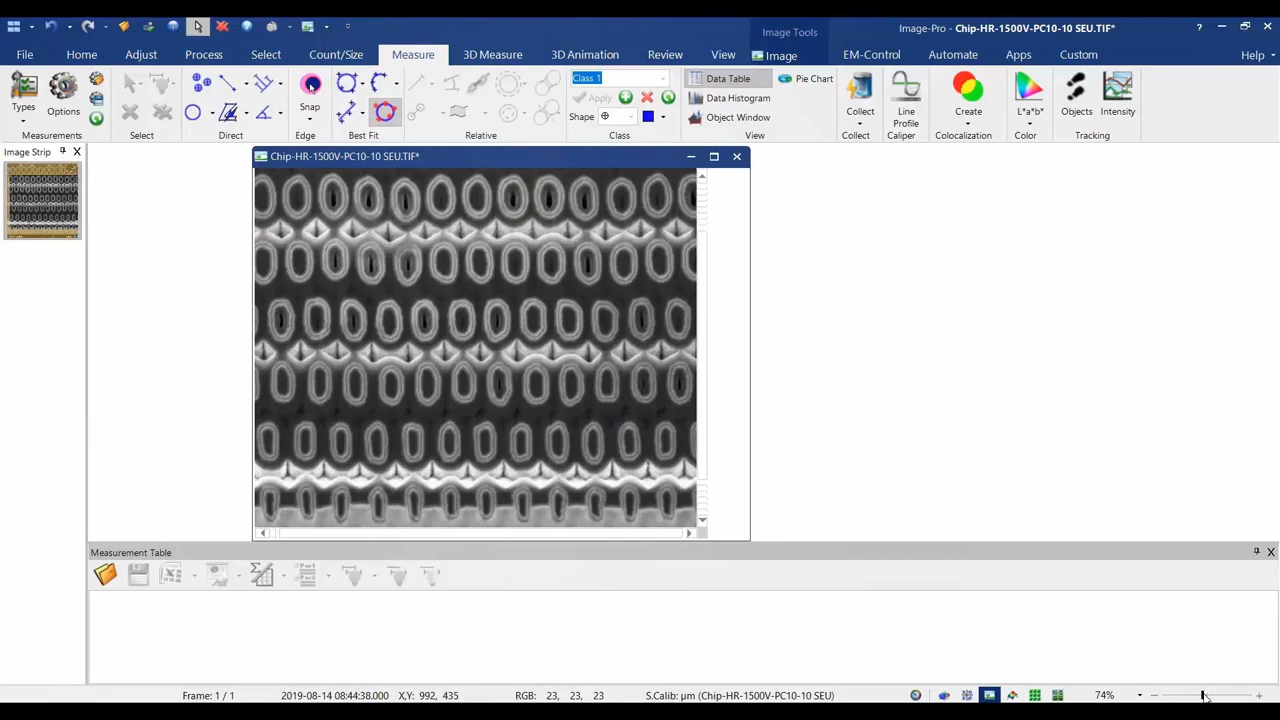 Image Tools
Image-Pro - Chip-HR-1500V-PC10-10 SEU.TIF*
File Home Adjust Process Select Count/Size Measure 3D Measure 3D Animation Review View Image EM-Control Automate Apps Custom Help
Types Options Snap Class 1 Data Table Pie Chart Collect Line Profile Create L*a*b* Objects Intensity
Apply Data Histogram
Shape Object Window
Measurements Select Direct Edge Best Fit Relative Class View Collect Caliper Colocalization Color Tracking
Image Strip
Chip-HR-1500V-PC10-10 SEU.TIF*
Measurement Table
Frame: 1 / 1 2019-08-14 08:44:38.000 X,Y: 992, 435 RGB: 23, 23, 23 S.Calib: µm (Chip-HR-1500V-PC10-10 SEU) 74%